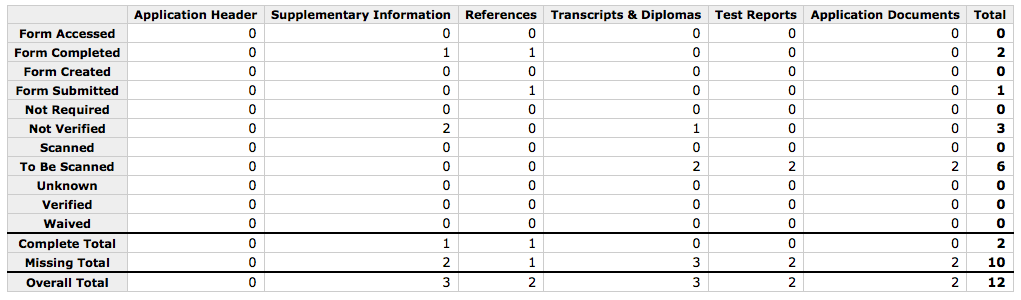 Application Header Supplementary Information References Transcripts & Diplomas Test Reports Application Documents Total
Form Accessed 0 0 0 0 0 0 0
Form Completed 0 1 1 0 0 0 2
Form Created 0 0 0 0 0 0 0
Form Submitted 0 0 1 0 0 0 1
Not Required 0 0 0 0 0 0 0
Not Verified 0 2 0 1 0 0 3
Scanned 0 0 0 0 0 0 0
To Be Scanned 0 0 0 2 2 2 6
Unknown 0 0 0 0 0 0 0
Verified 0 0 0 0 0 0 0
Waived 0 0 0 0 0 0 0
Complete Total 0 1 1 0 0 0 2
Missing Total 0 2 1 3 2 2 10
Overall Total 0 3 2 3 2 2 12